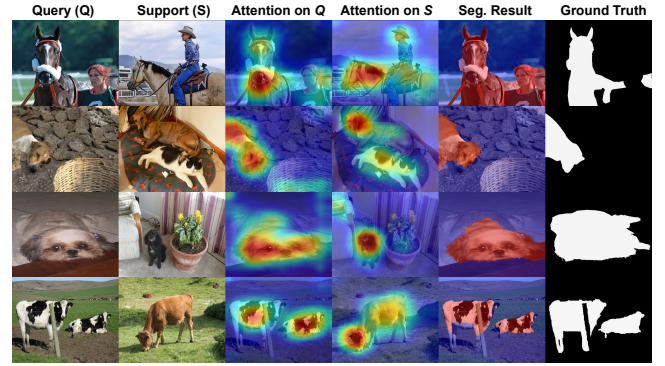 Query (Q) Support (S) Attention on Q Attention on S Seg. Result Ground Truth